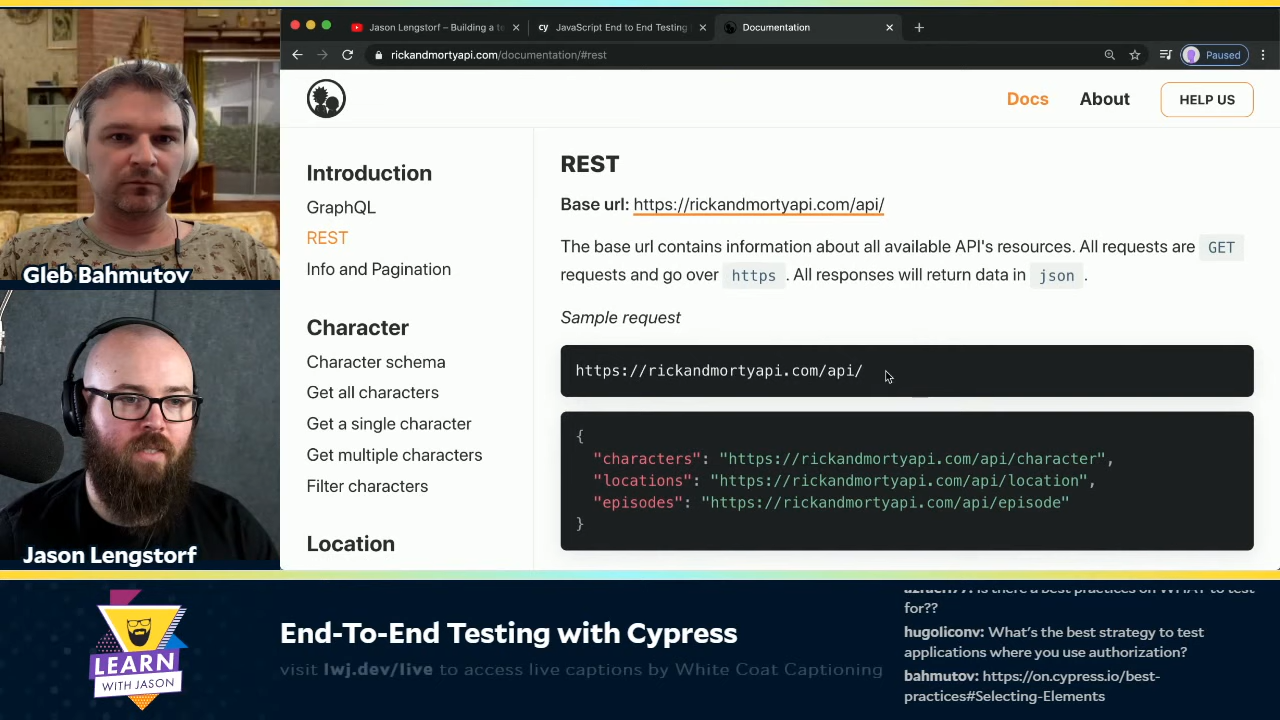 Jason Lengstorf – Building a te
JavaScript End to End Testing
Documentation
rickandmortyapi.com/documentation/#rest
Paused
Docs
About
HELP US
Introduction
GraphQL
REST
Info and Pagination
Character
Character schema
Get all characters
Get a single character
Get multiple characters
Filter characters
Location
REST
Base url: https://rickandmortyapi.com/api/
The base url contains information about all available API's resources. All requests are GET
requests and go over https . All responses will return data in json .
Sample request
https://rickandmortyapi.com/api/
{
"characters": "https://rickandmortyapi.com/api/character",
"locations": "https://rickandmortyapi.com/api/location",
"episodes": "https://rickandmortyapi.com/api/episode"
}
Gleb Bahmutov
Jason Lengstorf
LEARN
WITH JASON
End-To-End Testing with Cypress
visit lwj.dev/live to access live captions by White Coat Captioning
Is there a best practices on WHAT to test
for??
hugoliconv: What's the best strategy to test
applications where you use authorization?
bahmutov: https://on.cypress.io/best-
practices#Selecting-Elements